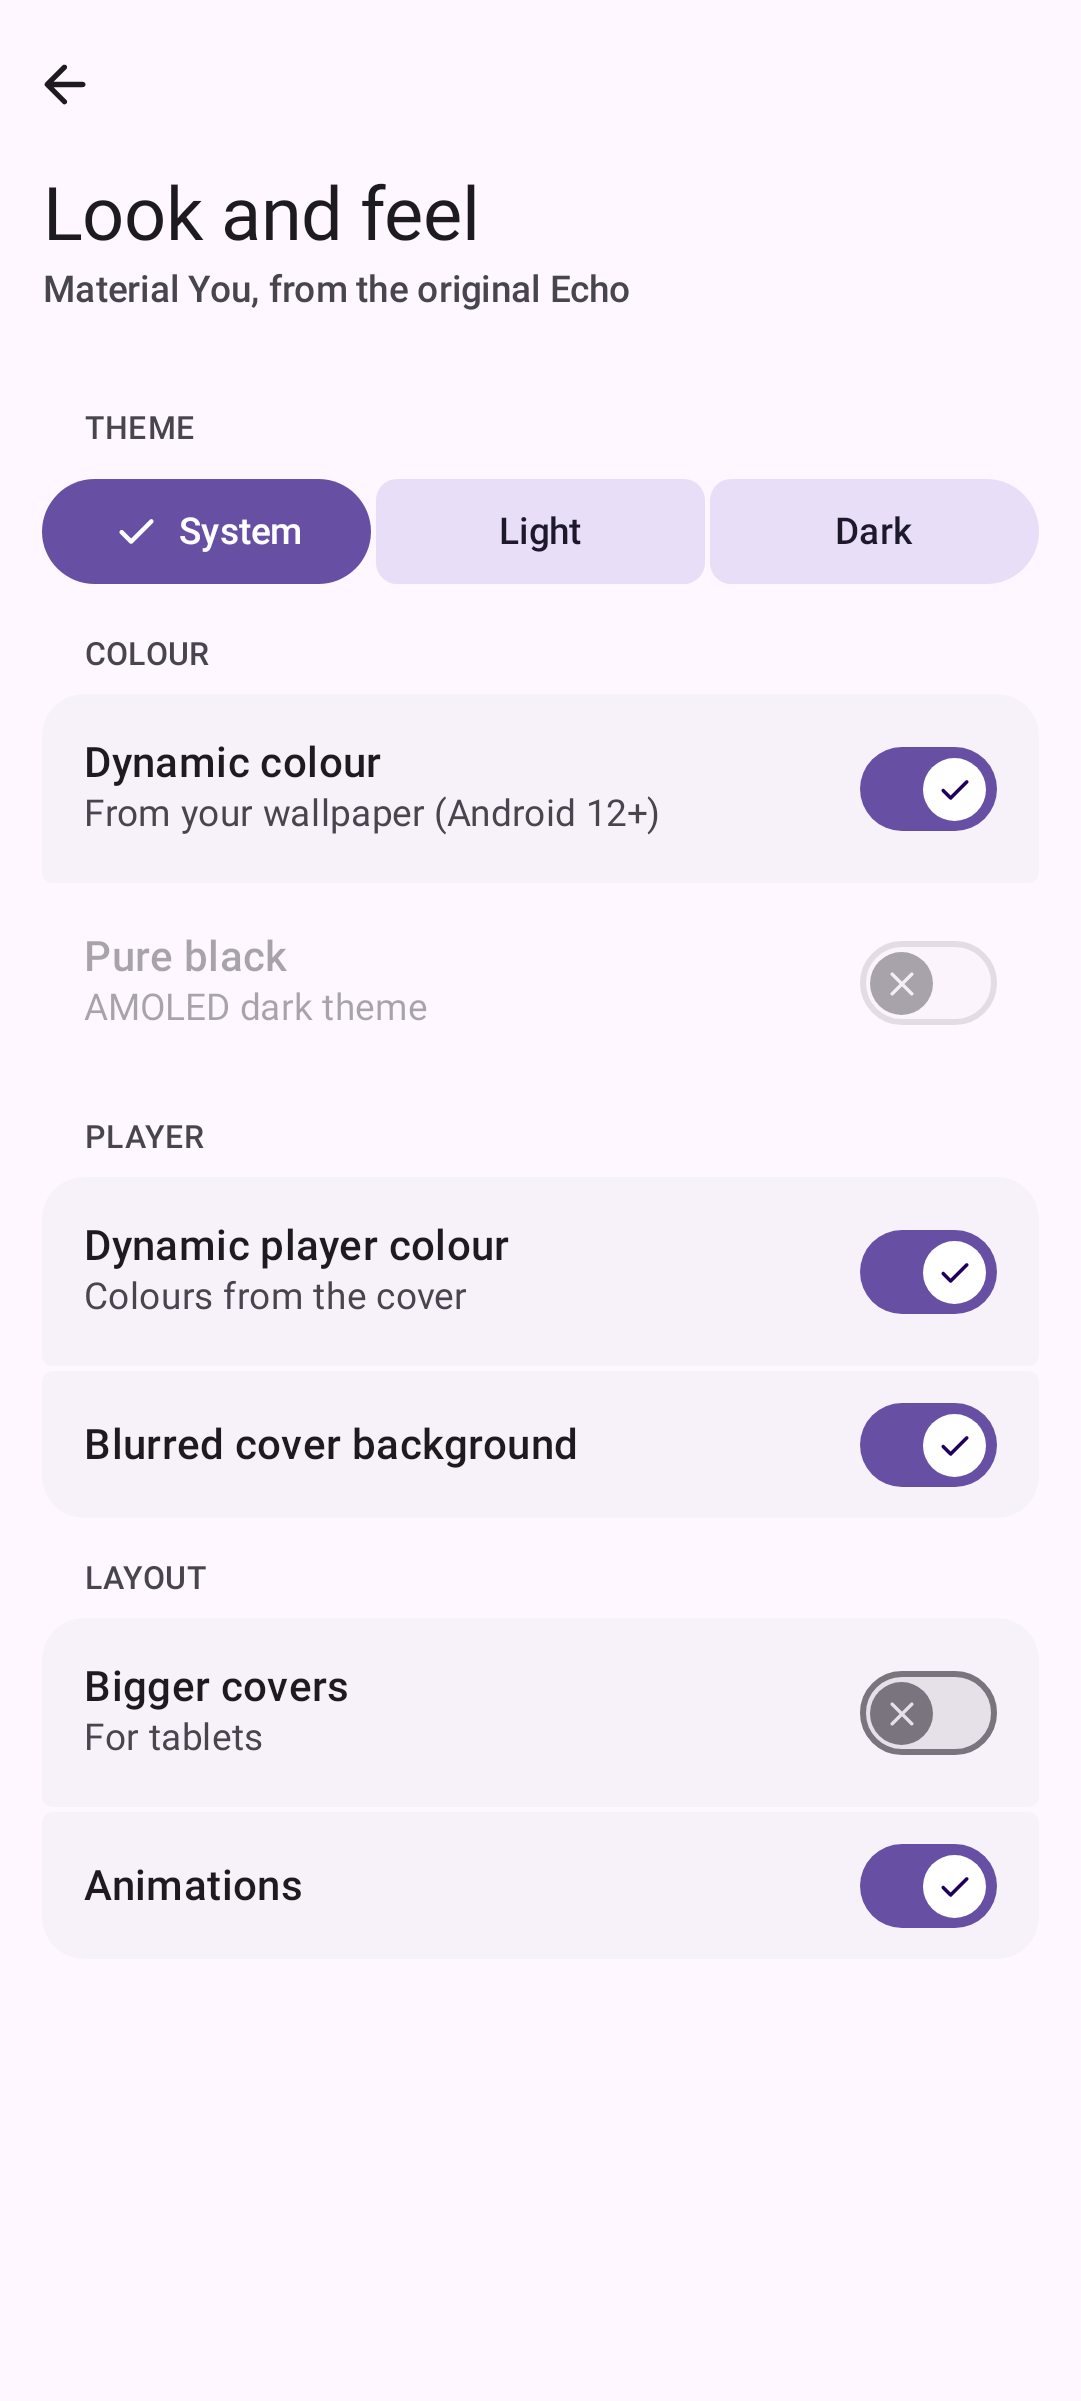 Look and feel
Material You, from the original Echo
THEME
System
Light
Dark
COLOUR
Dynamic colour
From your wallpaper (Android 12+)
Pure black
AMOLED dark theme
PLAYER
Dynamic player colour
Colours from the cover
Blurred cover background
LAYOUT
Bigger covers
For tablets
Animations